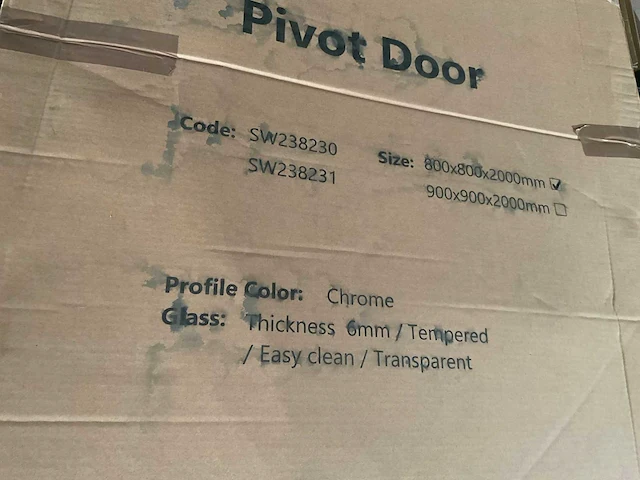 Pivot Door
Code: SW238230
SW238231
Size: 800x800x2000mm ☑
900x900x2000mm ☐
Profile Color: Chrome
Glass: Thickness 6mm / Tempered
/ Easy clean / Transparent